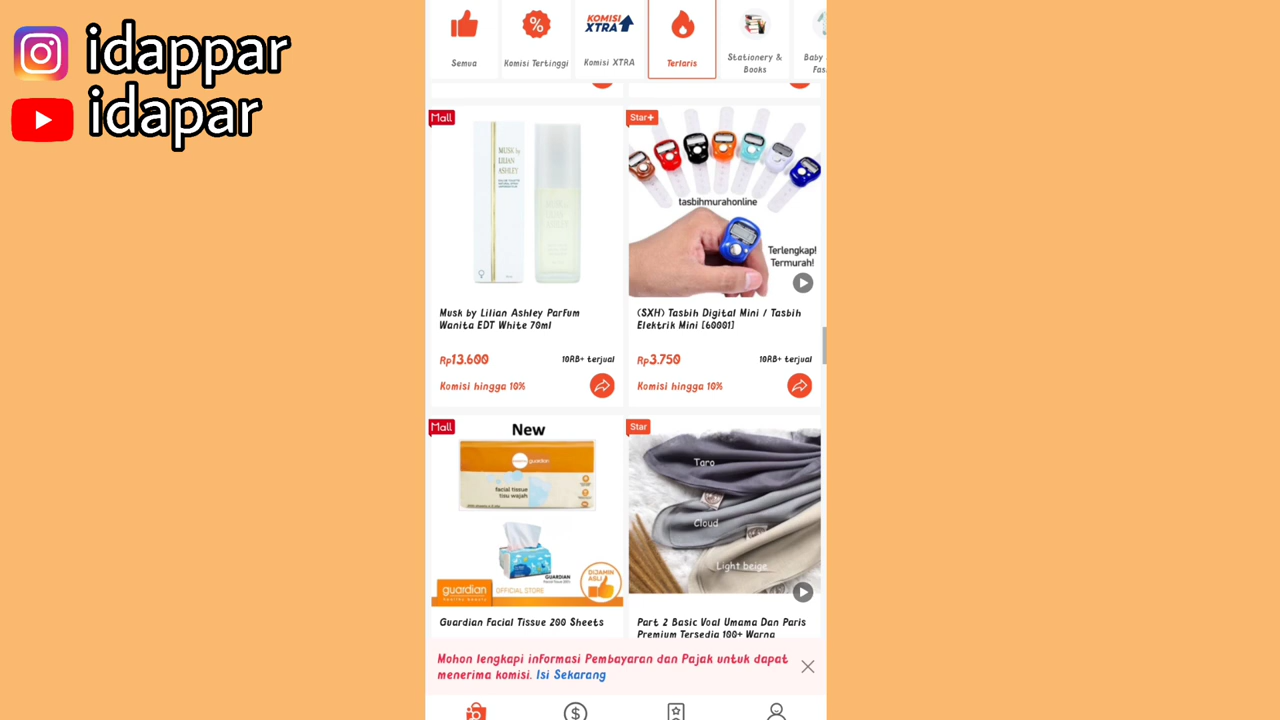 idappar
idapar
KOMISI
XTRA
Semua
Komisi Tertinggi
Komisi XTRA
Terlaris
Stationery &
Books
Baby
Fas
Mall
MUSK by
LILIAN
ASHLEY
Musk by Lilian Ashley Parfum
Wanita EDT White 70ml
Rp13.600
10RB+ terjual
Komisi hingga 10%
Star+
tasbihmurahonline
Terlengkap!
Termurah!
(SXH) Tasbih Digital Mini / Tasbih
Elektrik Mini [60001]
Rp3.750
10RB+ terjual
Komisi hingga 10%
Mall
New
guardian
facial tissue
tisu wajah
GUARDIAN
DIJAMIN
ASLI
guardian
OFFICIAL STORE
Guardian Facial Tissue 200 Sheets
Star
Taro
Cloud
Light beige
Part 2 Basic Voal Umama Dan Paris
Premium Tersedia 100+ Warna
Mohon lengkapi informasi Pembayaran dan Pajak untuk dapat
menerima komisi. Isi Sekarang